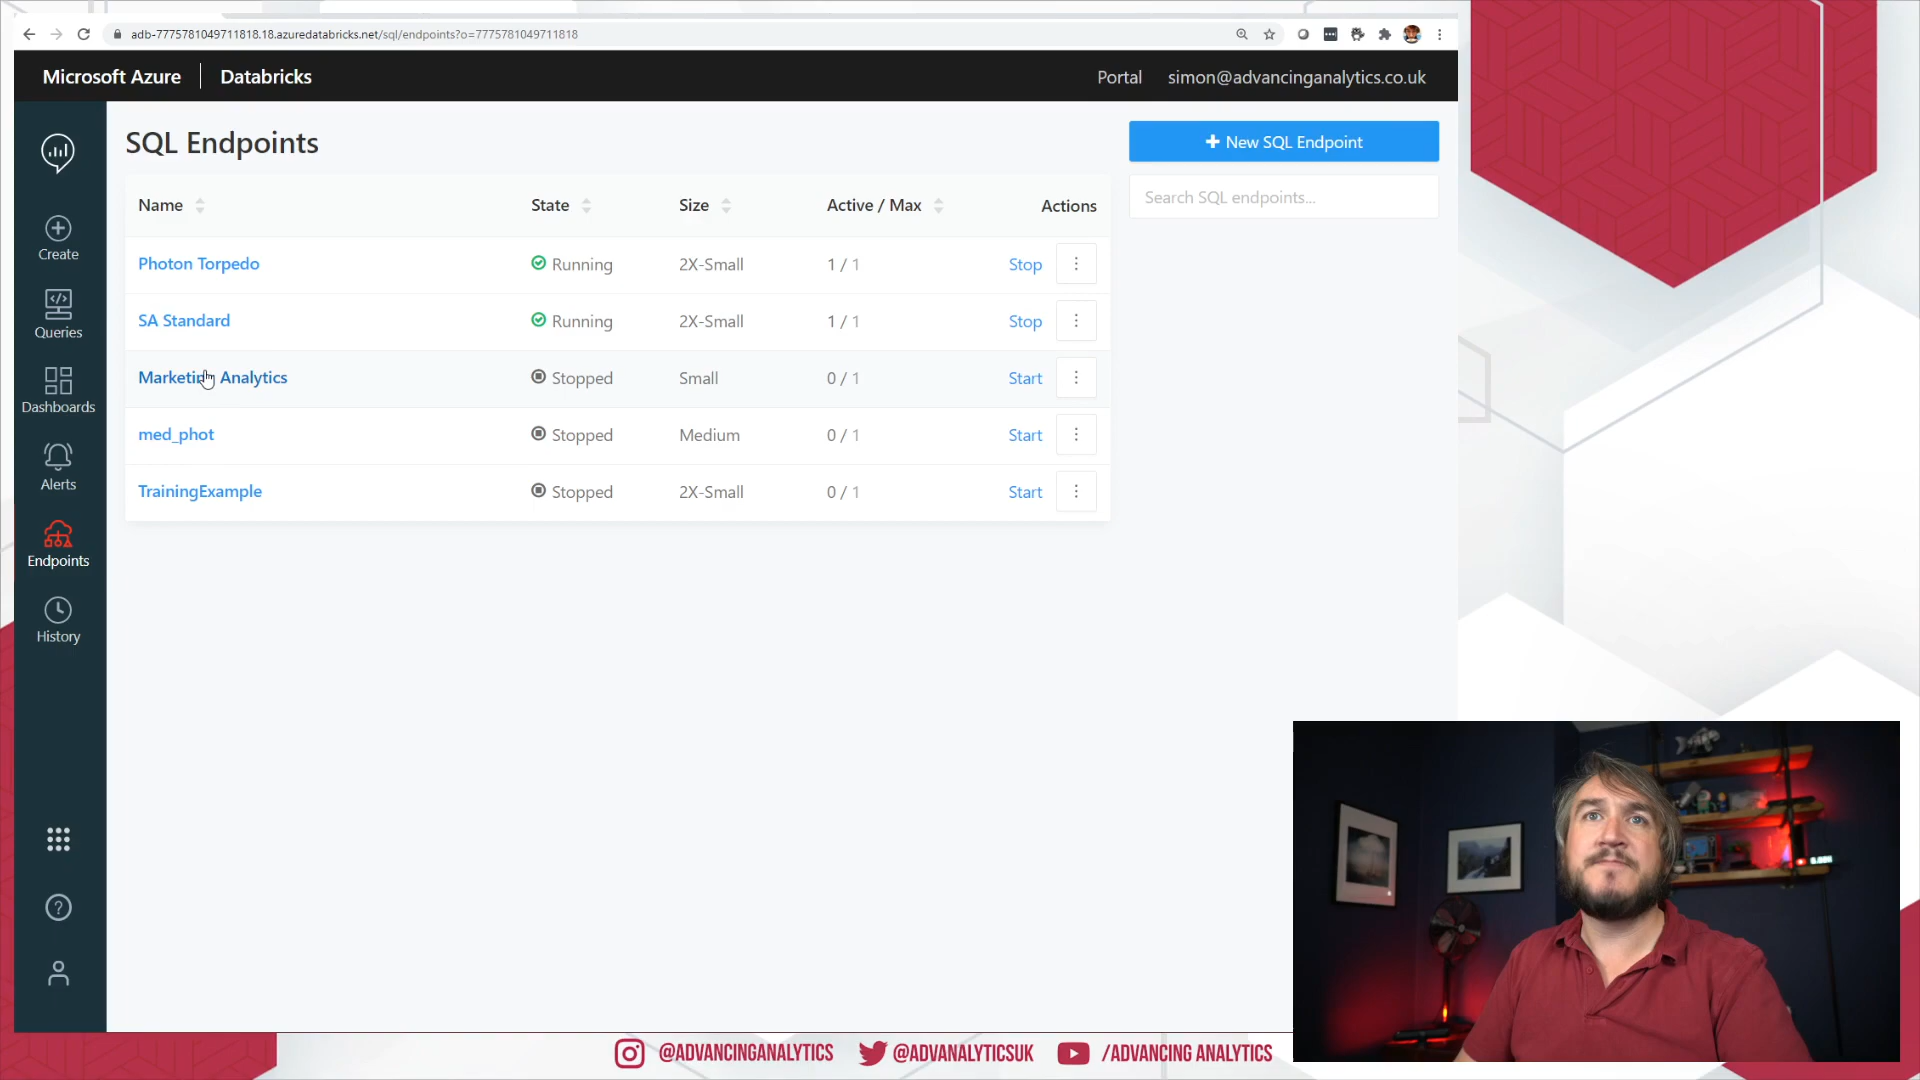 adb-7775781049711818.18.azuredatabricks.net/sql/endpoints?o=7775781049711818
Microsoft Azure | Databricks
Portal simon@advancinganalytics.co.uk
SQL Endpoints
+ New SQL Endpoint
Search SQL endpoints...
Name State Size Active / Max Actions
Photon Torpedo Running 2X-Small 1 / 1 Stop
SA Standard Running 2X-Small 1 / 1 Stop
Marketing Analytics Stopped Small 0 / 1 Start
med_phot Stopped Medium 0 / 1 Start
TrainingExample Stopped 2X-Small 0 / 1 Start
Create
Queries
Dashboards
Alerts
Endpoints
History
@ADVANCINGANALYTICS @ADVANALYTICSUK /ADVANCING ANALYTICS